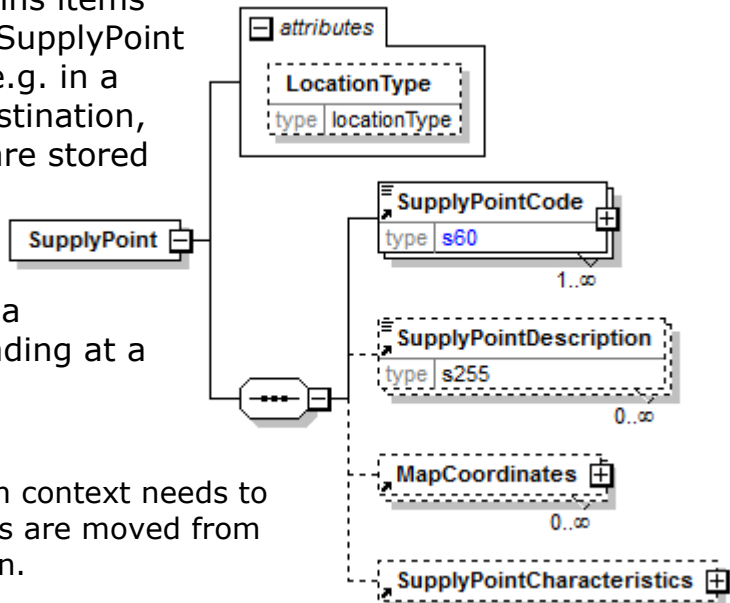 ins items
SupplyPoint
e.g. in a
stination,
are stored
a
ding at a
n context needs to
s are moved from
n.
attributes
LocationType
type locationType
SupplyPoint
SupplyPointCode
type s60
1..∞
SupplyPointDescription
type s255
0..∞
MapCoordinates
0..∞
SupplyPointCharacteristics